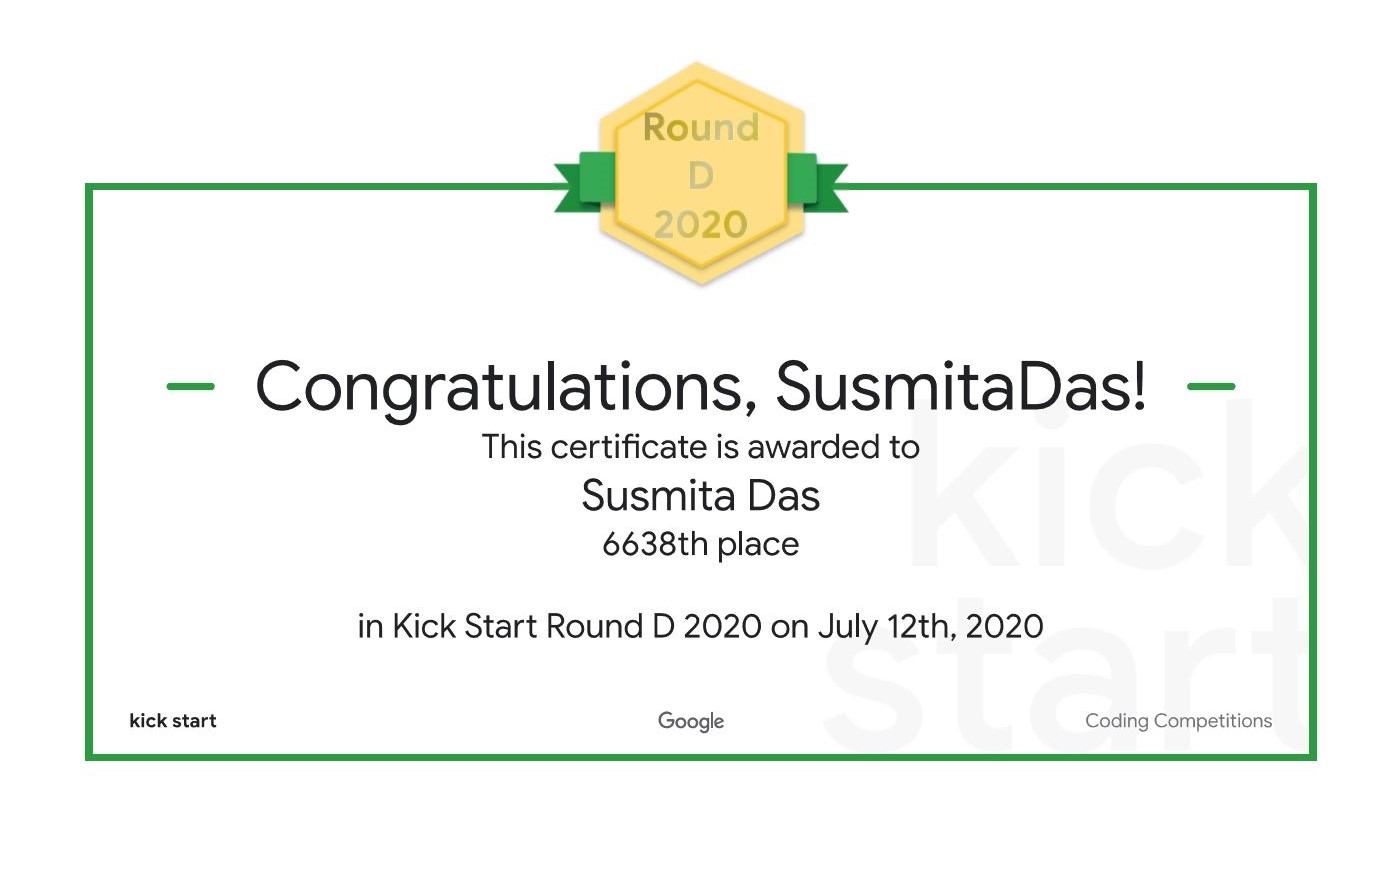 Round
D
2020
Congratulations, SusmitaDas!
This certificate is awarded to
Susmita Das
6638th place
in Kick Start Round D 2020 on July 12th, 2020
kick
start
kick start
Google
Coding Competitions